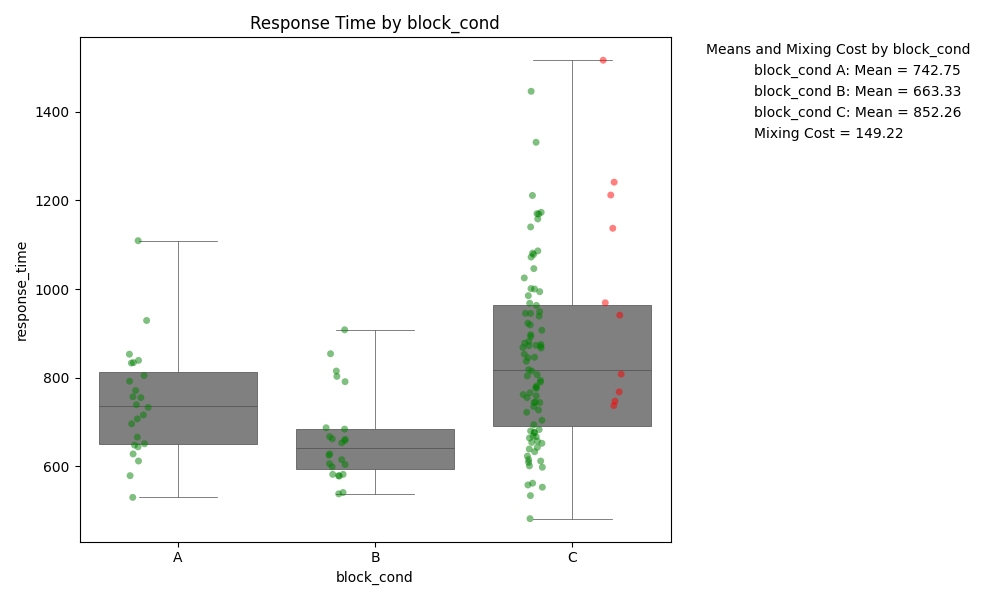 Response Time by block_cond
Means and Mixing Cost by block_cond
block_cond A: Mean = 742.75
block_cond B: Mean = 663.33
block_cond C: Mean = 852.26
Mixing Cost = 149.22
response_time
1400
1200
1000
800
600
A
B
C
block_cond